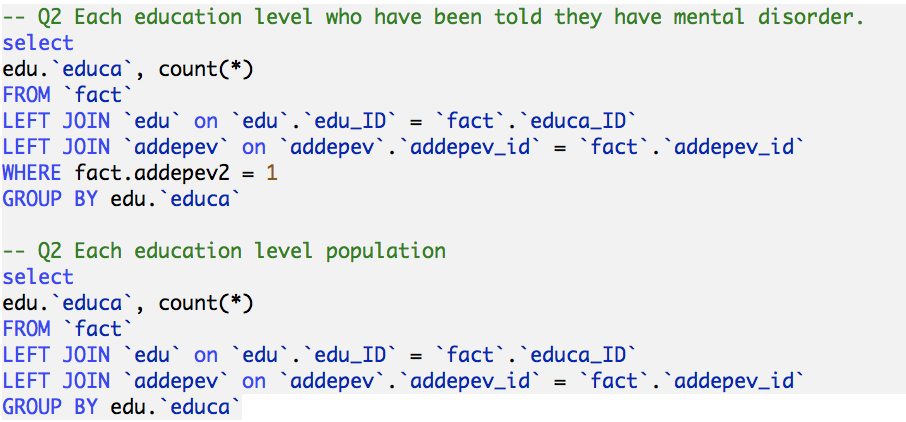 -- Q2 Each education level who have been told they have mental disorder.
select
edu.`educa`, count(*)
FROM `fact`
LEFT JOIN `edu` on `edu`.`edu_ID` = `fact`.`educa_ID`
LEFT JOIN `addepev` on `addepev`.`addepev_id` = `fact`.`addepev_id`
WHERE fact.addepev2 = 1
GROUP BY edu.`educa`
-- Q2 Each education level population
select
edu.`educa`, count(*)
FROM `fact`
LEFT JOIN `edu` on `edu`.`edu_ID` = `fact`.`educa_ID`
LEFT JOIN `addepev` on `addepev`.`addepev_id` = `fact`.`addepev_id`
GROUP BY edu.`educa`